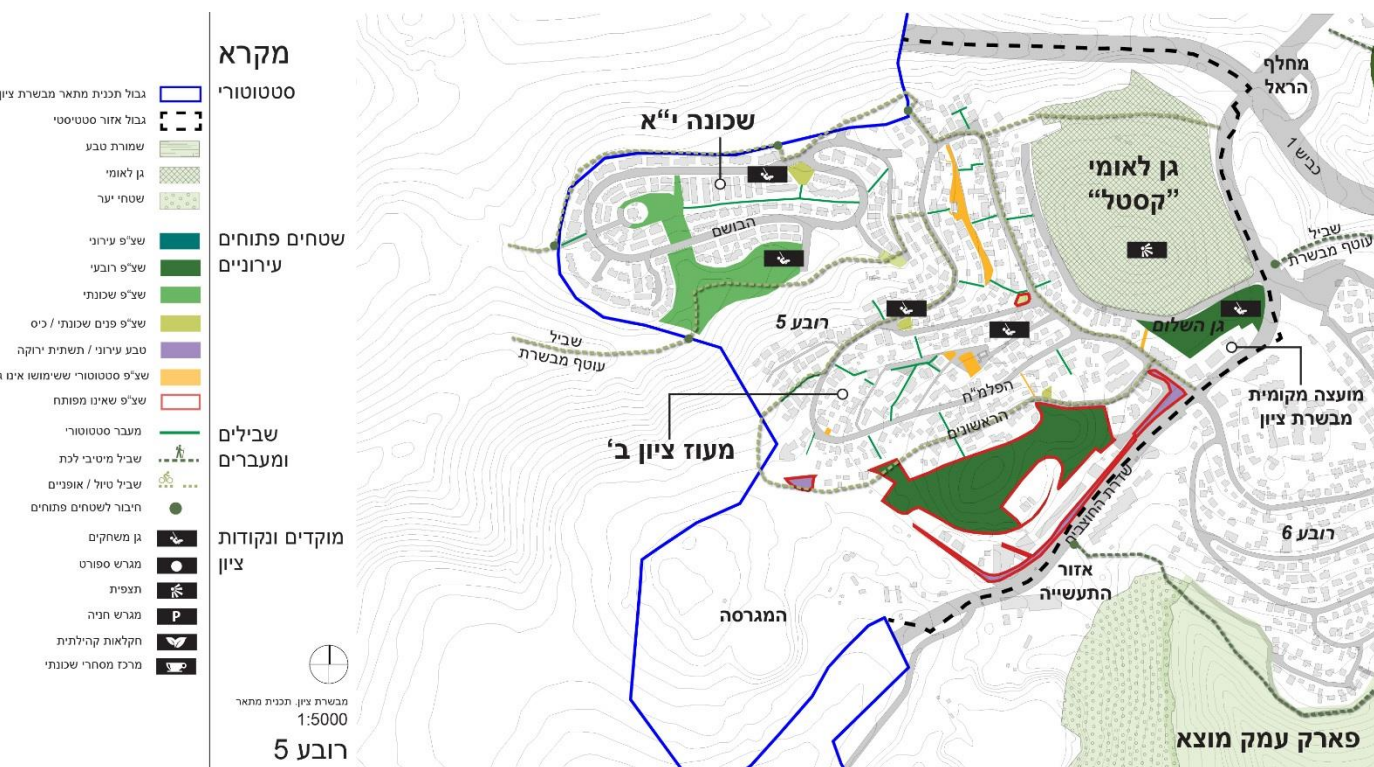 מקרא
סטטוטורי
גבול תכנית מתאר מבשרת ציון
גבול אזור סטטיסטי
שמורת טבע
גן לאומי
שטחי יער
שטחים פתוחים
עירוניים
שצ"פ עירוני
שצ"פ רובעי
שצ"פ שכונתי
שצ"פ פנים שכונתי / כיס
טבע עירוני / תשתית ירוקה
שצ"פ סטטוטורי ששימושו אינו
שצ"פ שאינו מפותח
שבילים
ומעברים
מעבר סטטוטורי
שביל מיטיבי לכת
שביל טיול / אופניים
חיבור לשטחים פתוחים
מוקדים ונקודות
ציון
גן משחקים
מגרש ספורט
תצפית
P
מגרש חניה
חקלאות קהילתית
מרכז מסחרי שכונתי
מבשרת ציון. תכנית מתאר
1:5000
רובע 5
מחלף
הראל
כביש 1
שכונה י"א
גן לאומי
"קסטל"
הבושם
שביל
עוטף מבשרת
רובע 5
גן השלום
שביל
עוטף מבשרת
מועצה מקומית
מבשרת ציון
הפלמ"ח
הראשונים
מעוז ציון ב'
שדרת החוצבים
רובע 6
אזור
התעשייה
המגרסה
פארק עמק מוצא